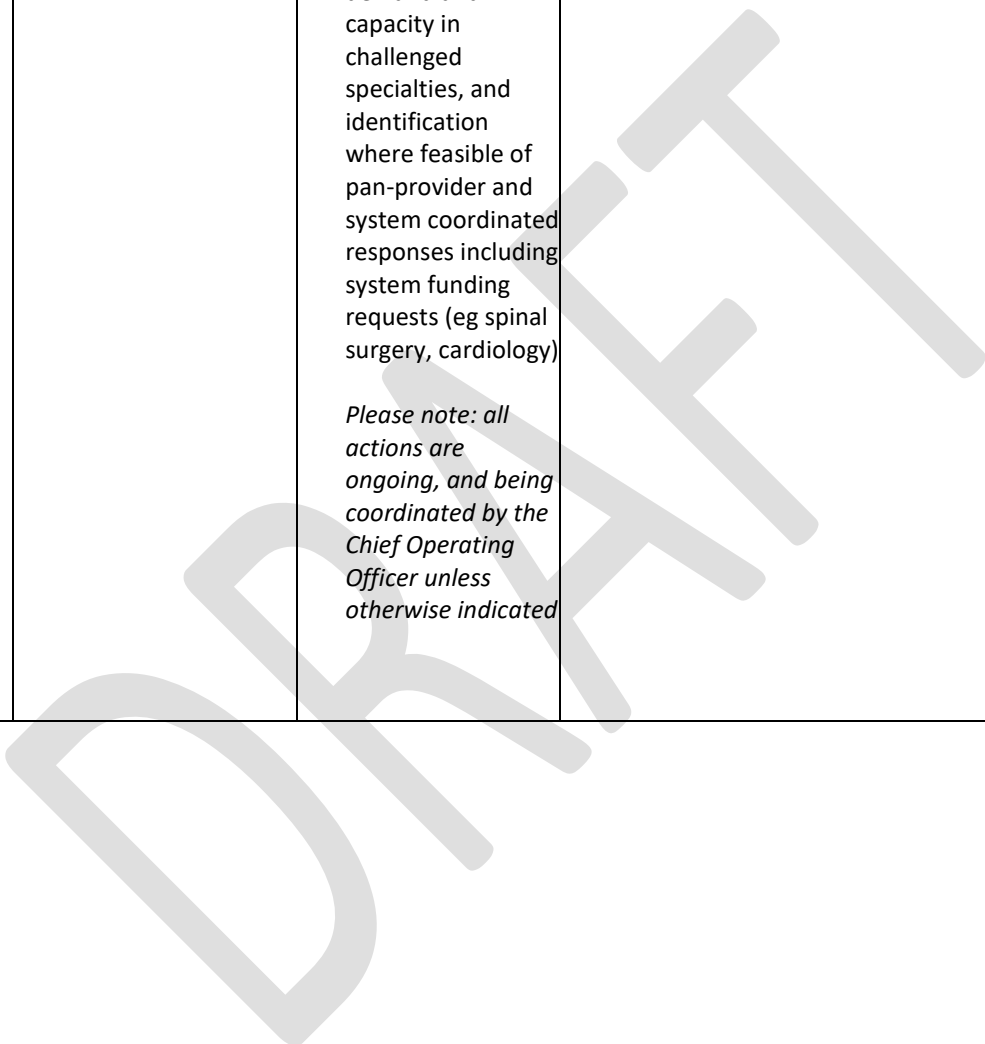 capacity in
challenged
specialties, and
identification
where feasible of
pan-provider and
system coordinated
responses including
system funding
requests (eg spinal
surgery, cardiology)
Please note: all
actions are
ongoing, and being
coordinated by the
Chief Operating
Officer unless
otherwise indicated
DRAFT